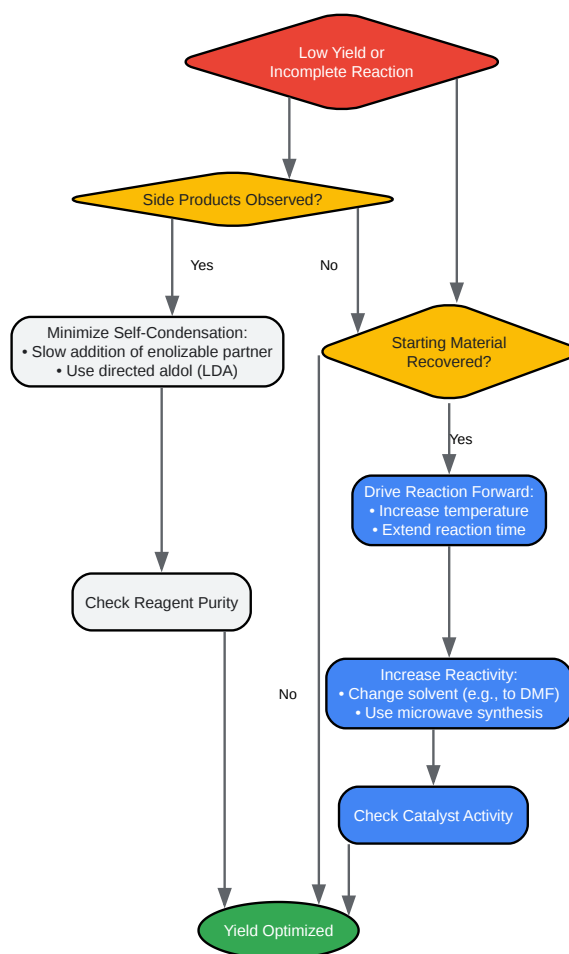 Low Yield or
Incomplete Reaction
Side Products Observed?
Yes
No
Minimize Self-Condensation:
• Slow addition of enolizable partner
• Use directed aldol (LDA)
Starting Material
Recovered?
Yes
Drive Reaction Forward:
• Increase temperature
• Extend reaction time
Check Reagent Purity
Increase Reactivity:
• Change solvent (e.g., to DMF)
• Use microwave synthesis
No
Check Catalyst Activity
Yield Optimized